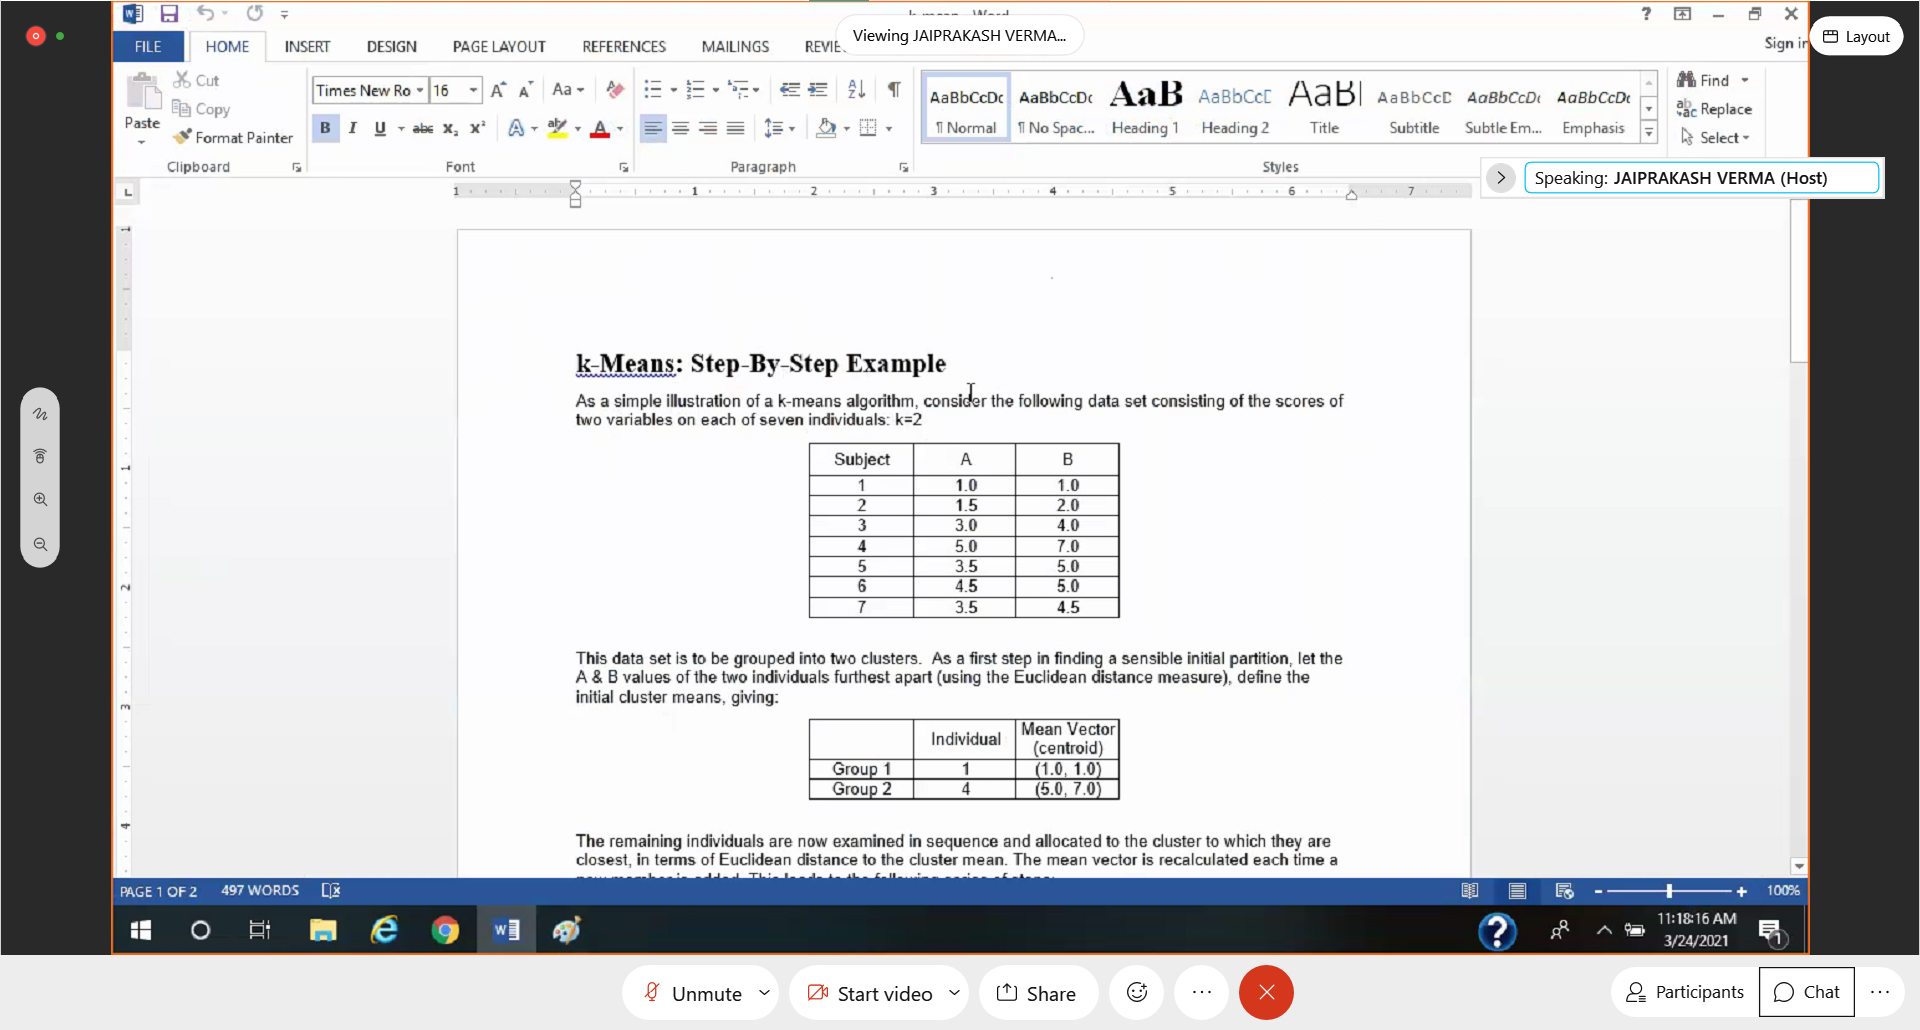 k-mean - Word
Viewing JAIPRAKASH VERMA...
Layout
FILE HOME INSERT DESIGN PAGE LAYOUT REFERENCES MAILINGS
Sign in
Cut
Copy
Format Painter
Paste
Clipboard
Times New Ro 16
Font
Paragraph
AaBbCcDc AaBbCcDc AaB AaBbCcC AaB AaBbCcD AaBbCcDc AaBbCcDc
¶ Normal ¶ No Spac... Heading 1 Heading 2 Title Subtitle Subtle Em... Emphasis
Styles
Find
Replace
Select
Speaking: JAIPRAKASH VERMA (Host)
1 1 2 3 4 5 6 7
k-Means: Step-By-Step Example
As a simple illustration of a k-means algorithm, consider the following data set consisting of the scores of
two variables on each of seven individuals: k=2
Subject A B
1 1.0 1.0
2 1.5 2.0
3 3.0 4.0
4 5.0 7.0
5 3.5 5.0
6 4.5 5.0
7 3.5 4.5
This data set is to be grouped into two clusters. As a first step in finding a sensible initial partition, let the
A & B values of the two individuals furthest apart (using the Euclidean distance measure), define the
initial cluster means, giving:
Individual Mean Vector
(centroid)
Group 1 1 (1.0, 1.0)
Group 2 4 (5.0, 7.0)
The remaining individuals are now examined in sequence and allocated to the cluster to which they are
closest, in terms of Euclidean distance to the cluster mean. The mean vector is recalculated each time a
PAGE 1 OF 2 497 WORDS
100%
11:18:16 AM
3/24/2021
1
Unmute
Start video
Share
Participants
Chat